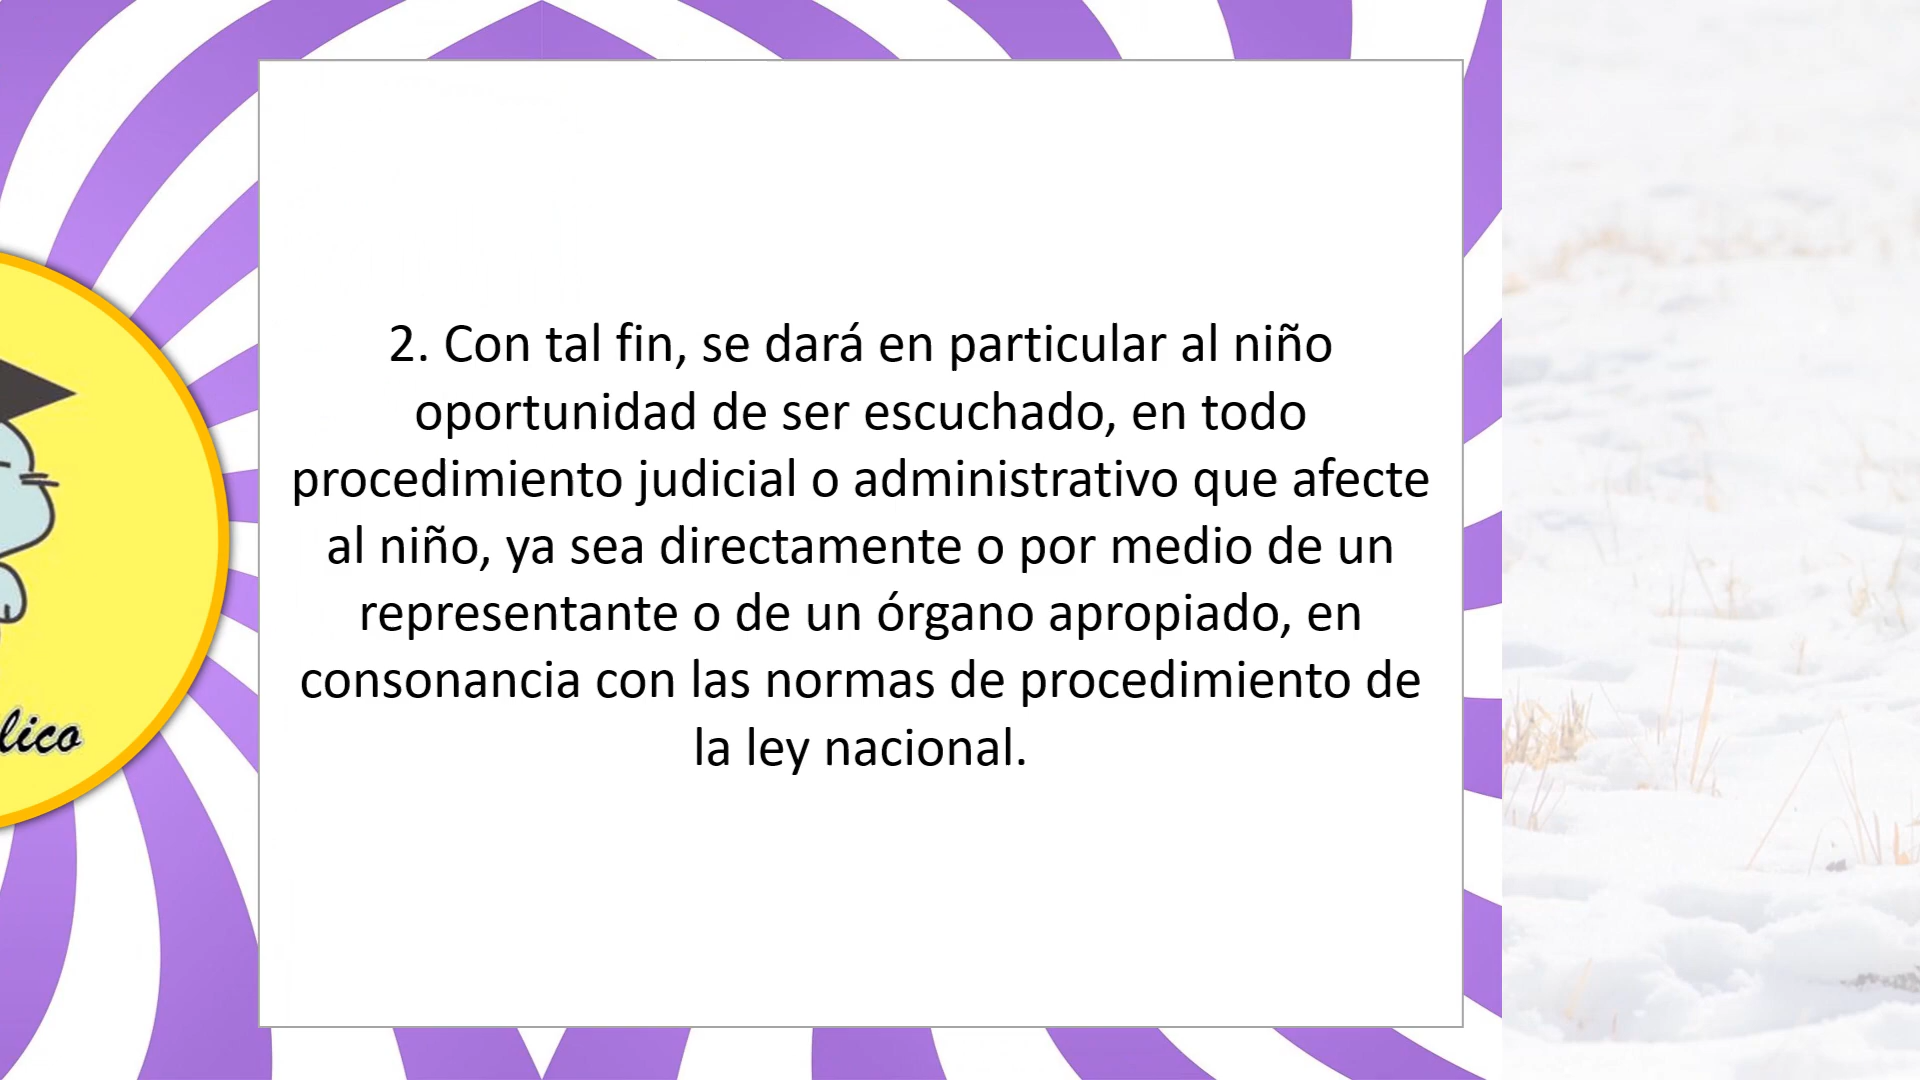 2. Con tal fin, se dará en particular al niño
oportunidad de ser escuchado, en todo
procedimiento judicial o administrativo que afecte
al niño, ya sea directamente o por medio de un
representante o de un órgano apropiado, en
consonancia con las normas de procedimiento de
la ley nacional.
lico